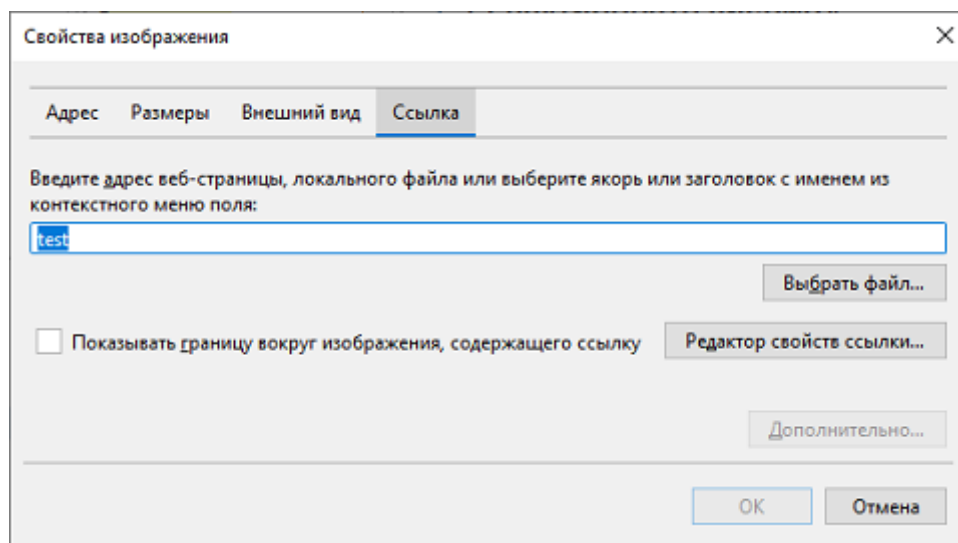 Свойства изображения
Адрес Размеры Внешний вид Ссылка
Введите адрес веб-страницы, локального файла или выберите якорь или заголовок с именем из
контекстного меню поля:
test
Выбрать файл...
Показывать границу вокруг изображения, содержащего ссылку Редактор свойств ссылки...
Дополнительно...
OK Отмена